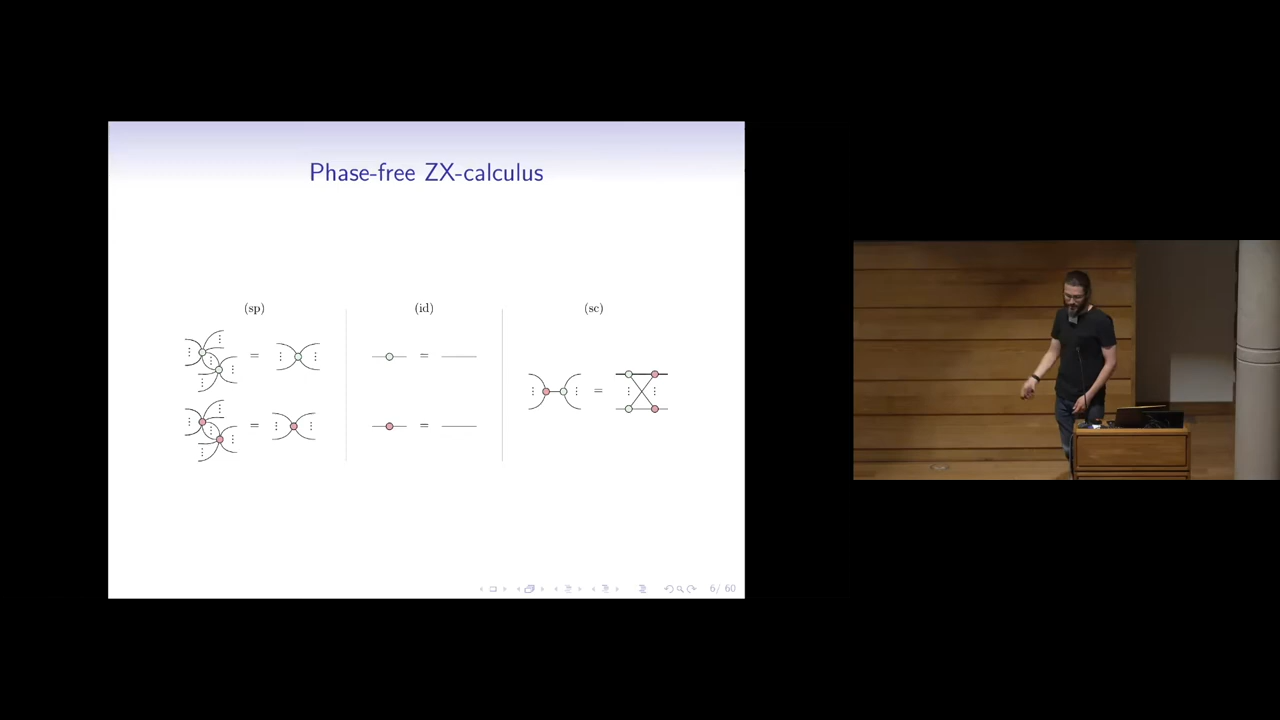 Phase-free ZX-calculus
(sp)
(id)
(sc)
=
=
=
=
=
6/ 60